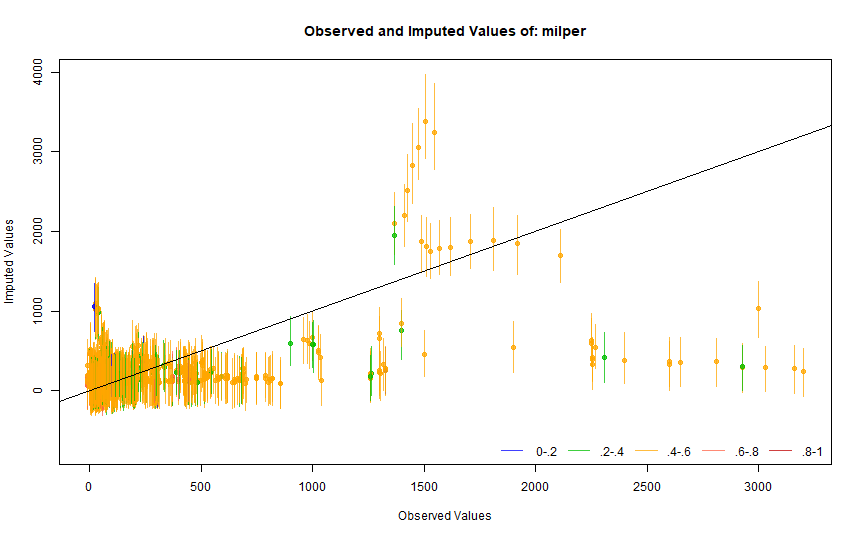 Observed and Imputed Values of: milper
4000
3000
2000
1000
0
Imputed Values
0-.2 .2-.4 .4-.6 .6-.8 .8-1
0 500 1000 1500 2000 2500 3000
Observed Values